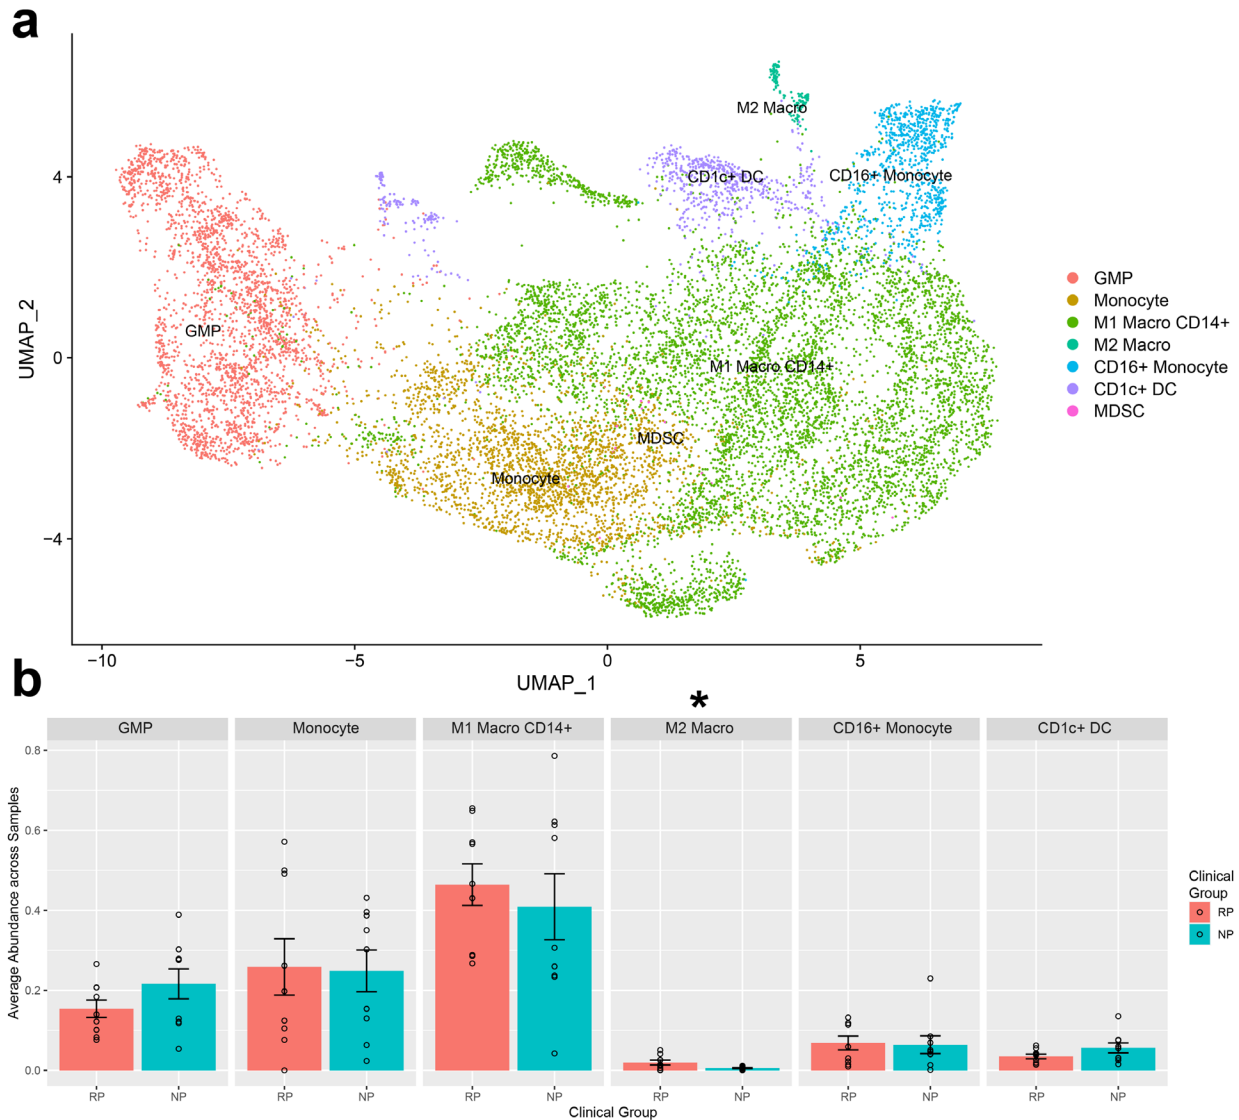 a
UMAP_2
4
0
−4
−10
−5
0
5
UMAP_1
M2 Macro
CD1c+ DC
CD16+ Monocyte
GMP
M1 Macro CD14+
MDSC
Monocyte
GMP
Monocyte
M1 Macro CD14+
M2 Macro
CD16+ Monocyte
CD1c+ DC
MDSC
b
*
GMP
Monocyte
M1 Macro CD14+
M2 Macro
CD16+ Monocyte
CD1c+ DC
Average Abundance across Samples
0.8
0.6
0.4
0.2
0.0
RP
NP
RP
NP
RP
NP
RP
NP
RP
NP
RP
NP
Clinical Group
Clinical
Group
RP
NP